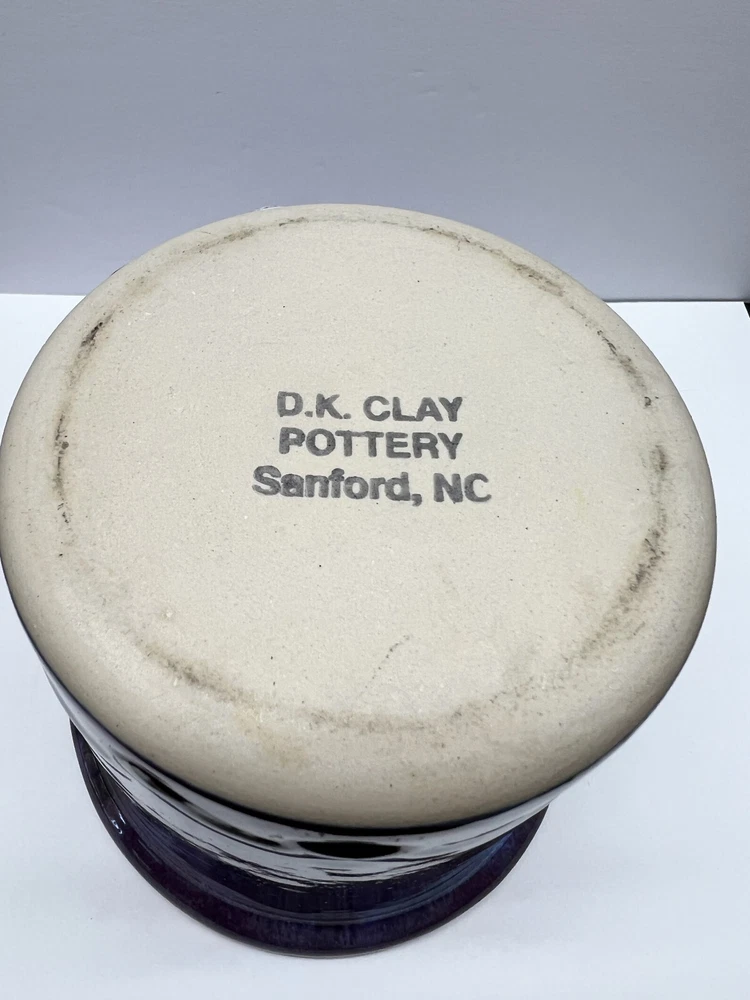 D.K. CLAY
POTTERY
Sanford, NC